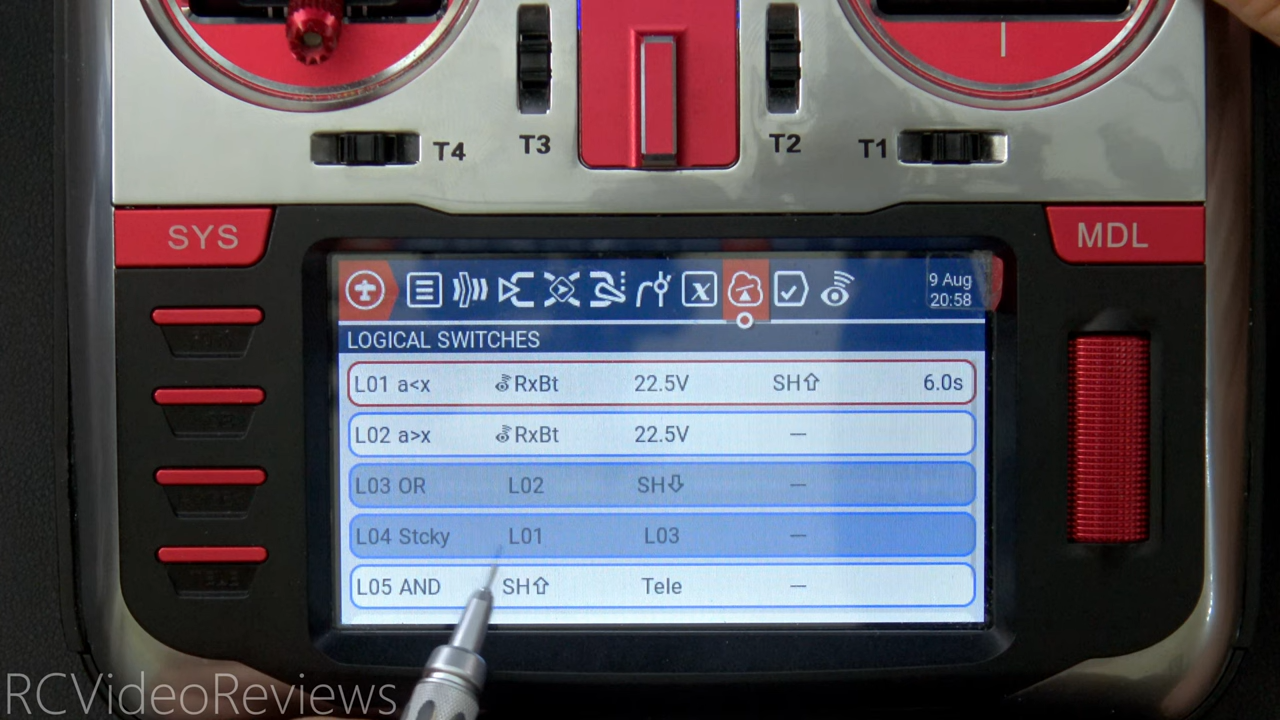 T4 T3 T2 T1
SYS MDL
9 Aug
20:58
LOGICAL SWITCHES
L01 a<x RxBt 22.5V SH⇧ 6.0s
L02 a>x RxBt 22.5V ---
L03 OR L02 SH⇩ ---
L04 Stcky L01 L03 ---
L05 AND SH⇧ Tele ---
TELE
RCVideoReviews